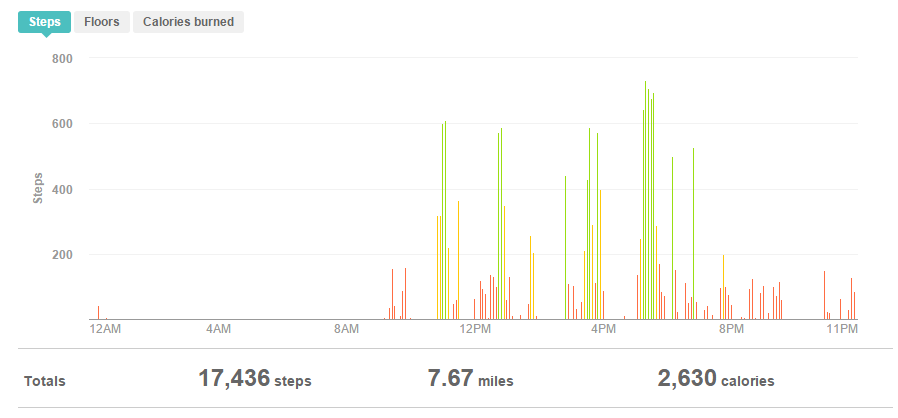 Steps Floors Calories burned
800
600
400
200
Steps
12AM 4AM 8AM 12PM 4PM 8PM 11PM
Totals 17,436 steps 7.67 miles 2,630 calories